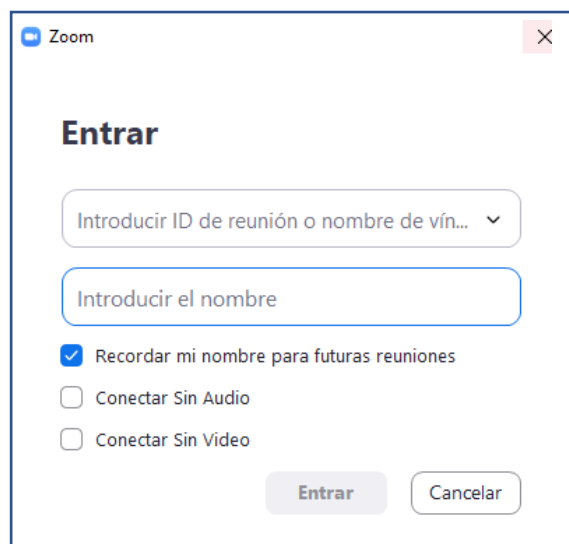 Zoom
Entrar
Introducir ID de reunión o nombre de vín...
Introducir el nombre
Recordar mi nombre para futuras reuniones
Conectar Sin Audio
Conectar Sin Video
Entrar Cancelar